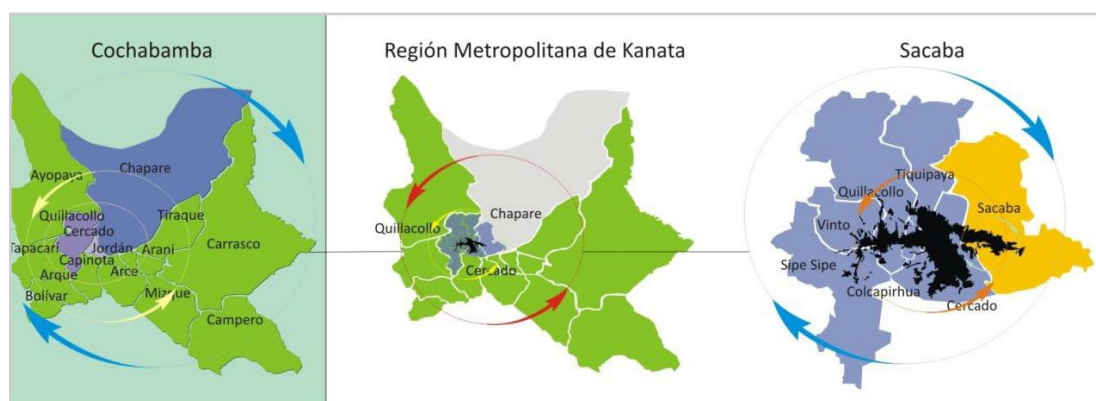 Cochabamba
Chapare
Ayopaya
Quillacollo
Cercado
Tiraque
Tapacarí
Jordán
Arani
Carrasco
Capinota
Arque
Arce
Bolívar
Mizque
Campero
Región Metropolitana de Kanata
Chapare
Quillacollo
Cercado
Sacaba
Tiquipaya
Quillacollo
Sacaba
Vinto
Sipe Sipe
Colcapirhua
Cercado